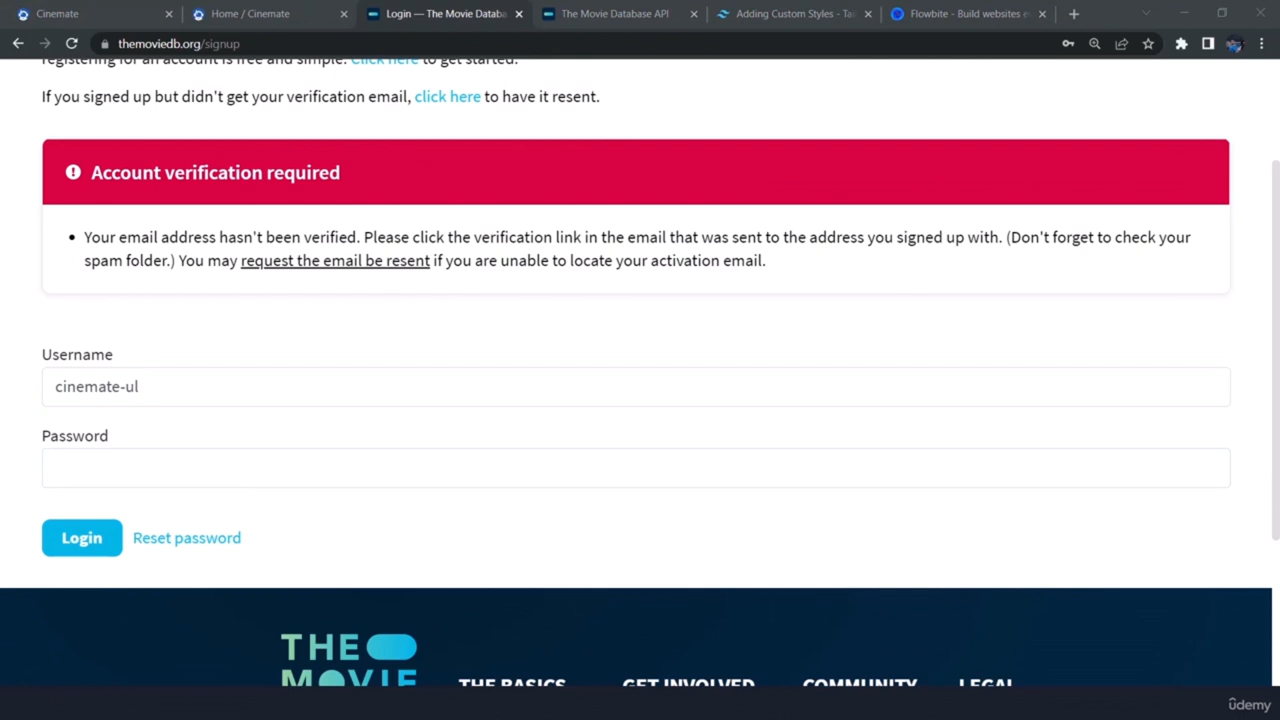 Cinemate
Home / Cinemate
Login — The Movie Databa
The Movie Database API
Adding Custom Styles - Tai
Flowbite - Build websites e
themoviedb.org/signup
registering for an account is free and simple. Click here to get started.
If you signed up but didn't get your verification email, click here to have it resent.
Account verification required
• Your email address hasn't been verified. Please click the verification link in the email that was sent to the address you signed up with. (Don't forget to check your
spam folder.) You may request the email be resent if you are unable to locate your activation email.
Username
cinemate-ul
Password
Login Reset password
THE
MOVIE
THE BASICS GET INVOLVED COMMUNITY LEGAL
ûdemy